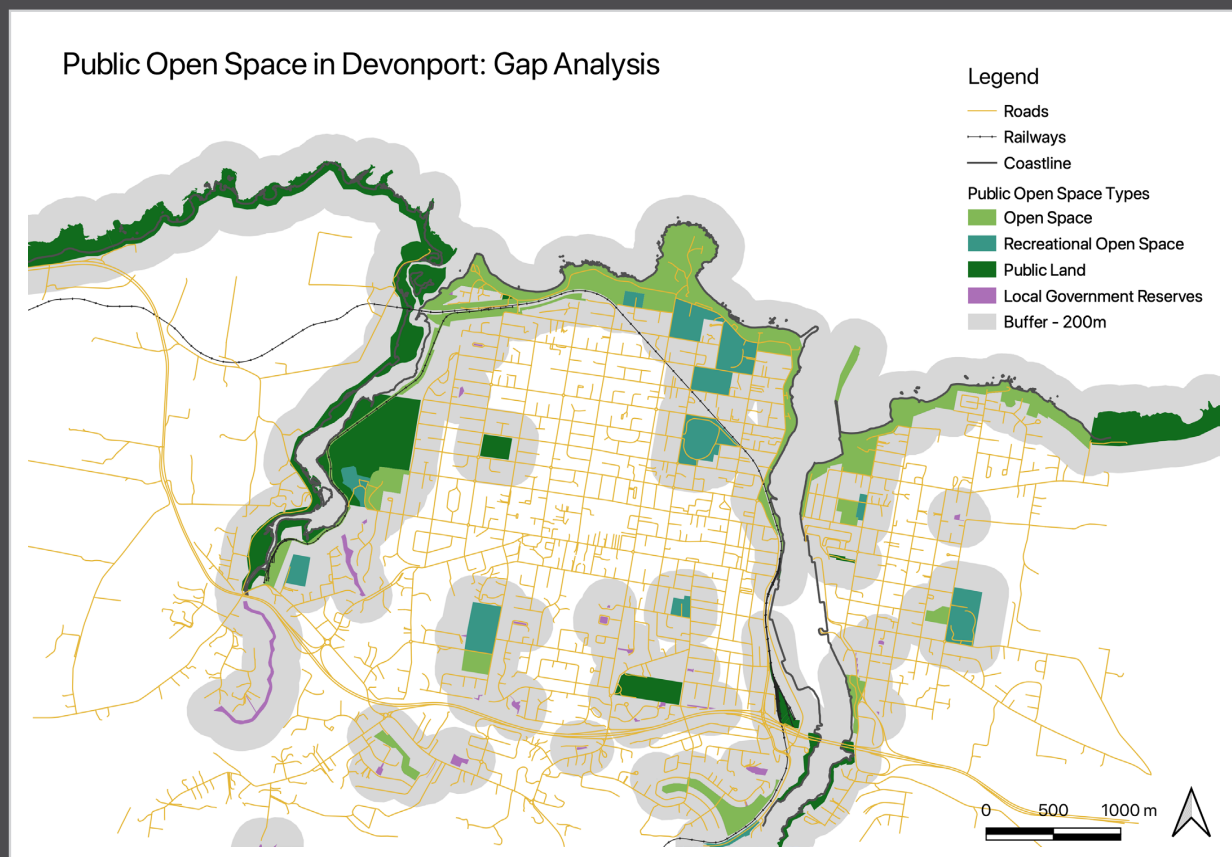 Public Open Space in Devonport: Gap Analysis
Legend
Roads
Railways
Coastline
Public Open Space Types
Open Space
Recreational Open Space
Public Land
Local Government Reserves
Buffer - 200m
0 500 1000 m